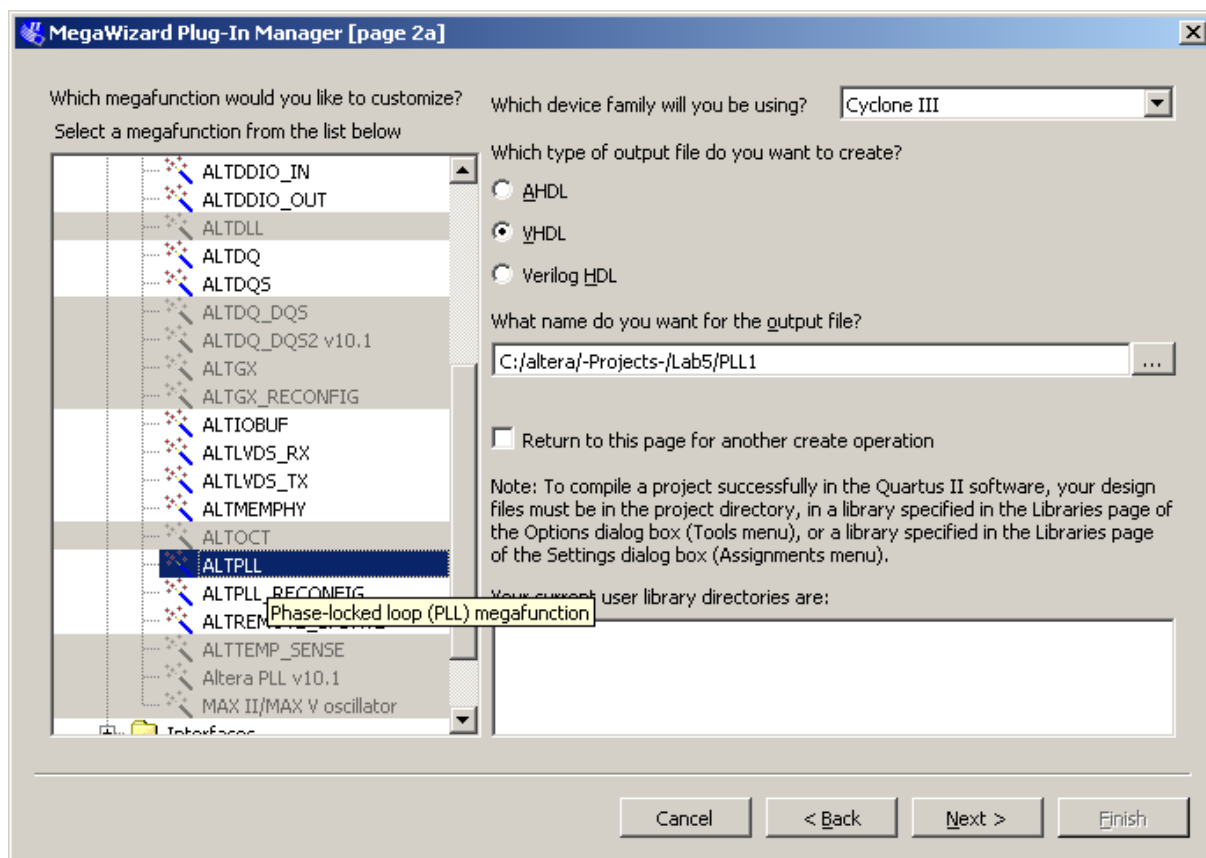 MegaWizard Plug-In Manager [page 2a]
Which megafunction would you like to customize?
Select a megafunction from the list below
ALTDDIO_IN
ALTDDIO_OUT
ALTDLL
ALTDQ
ALTDQS
ALTDQ_DQS
ALTDQ_DQS2 v10.1
ALTGX
ALTGX_RECONFIG
ALTIOBUF
ALTLVDS_RX
ALTLVDS_TX
ALTMEMPHY
ALTOCT
ALTPLL
ALTPLL_RECONFIG
Phase-locked loop (PLL) megafunction
ALTTEMP_SENSE
Altera PLL v10.1
MAX II/MAX V oscillator
Interfaces
Which device family will you be using?
Cyclone III
Which type of output file do you want to create?
AHDL
VHDL
Verilog HDL
What name do you want for the output file?
C:/altera/-Projects-/Lab5/PLL1
...
Return to this page for another create operation
Note: To compile a project successfully in the Quartus II software, your design
files must be in the project directory, in a library specified in the Libraries page of
the Options dialog box (Tools menu), or a library specified in the Libraries page
of the Settings dialog box (Assignments menu).
Your current user library directories are:
Cancel
< Back
Next >
Finish